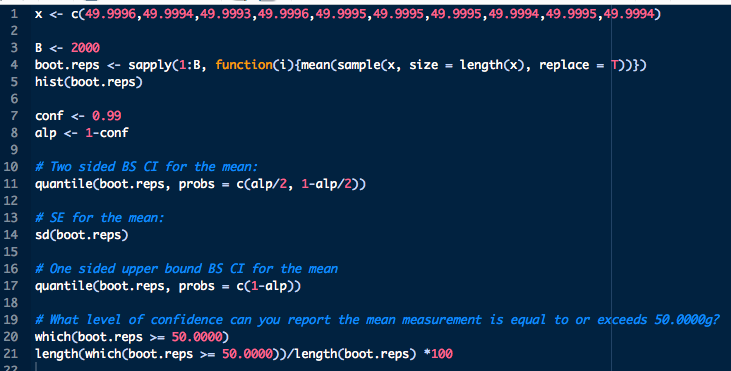 1 x <- c(49.9996,49.9994,49.9993,49.9996,49.9995,49.9995,49.9995,49.9995,49.9994,49.9995,49.9994)
2
3 B <- 2000
4 boot.reps <- sapply(1:B, function(i){mean(sample(x, size = length(x), replace = T))})
5 hist(boot.reps)
6
7 conf <- 0.99
8 alp <- 1-conf
9
10 # Two sided BS CI for the mean:
11 quantile(boot.reps, probs = c(alp/2, 1-alp/2))
12
13 # SE for the mean:
14 sd(boot.reps)
15
16 # One sided upper bound BS CI for the mean
17 quantile(boot.reps, probs = c(1-alp))
18
19 # What level of confidence can you report the mean measurement is equal to or exceeds 50.0000g?
20 which(boot.reps >= 50.0000)
21 length(which(boot.reps >= 50.0000))/length(boot.reps) *100
22